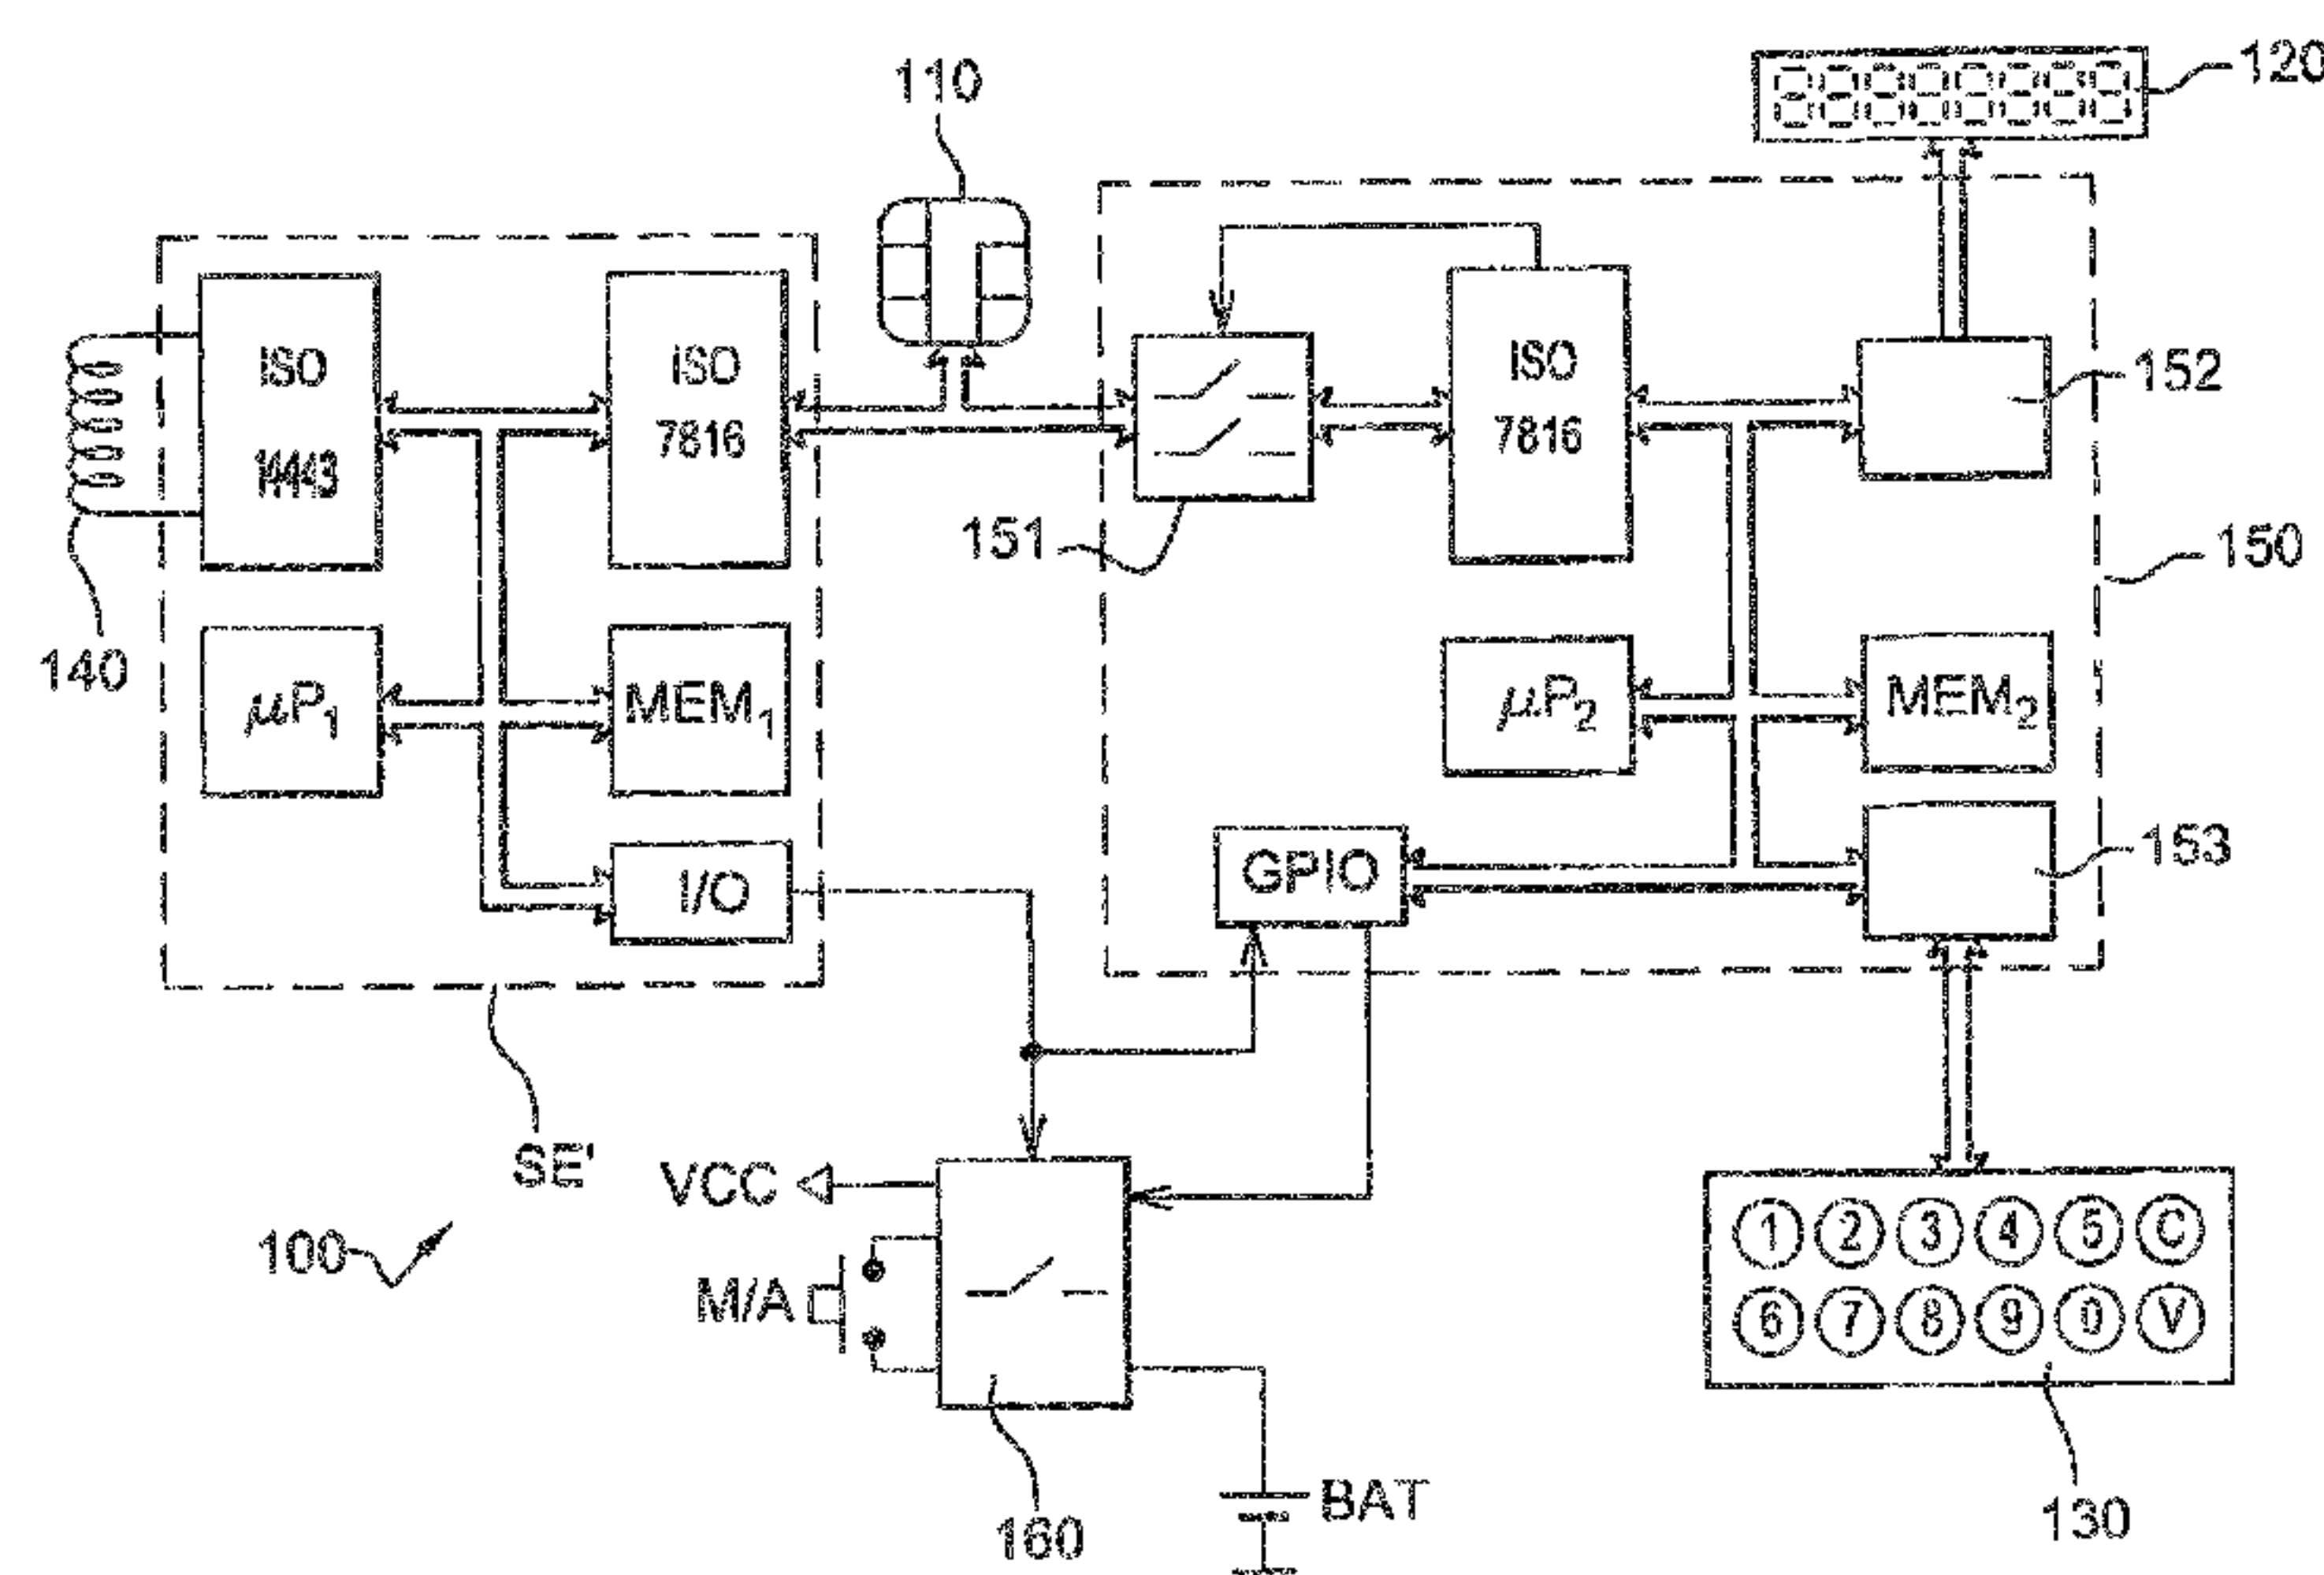 110
120
ISO
14443
ISO
7816
ISO
7816
152
151
150
140
µP1
MEM1
µP2
MEM2
I/O
GPIO
153
SE'
VCC
100
M/A
1 2 3 4 5 C
6 7 8 9 0 V
BAT
160
130